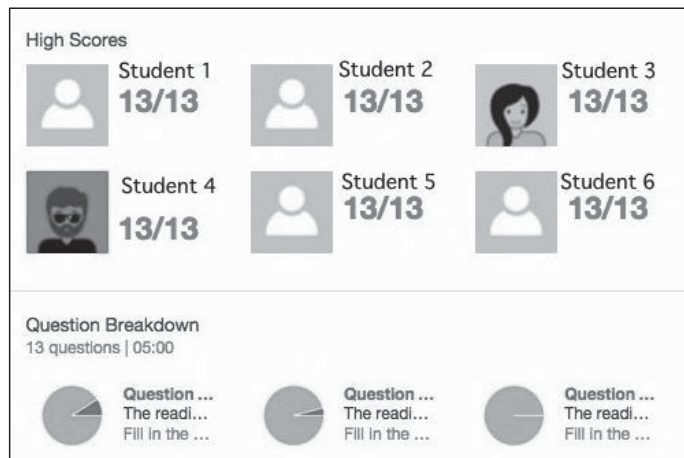 High Scores
Student 1
13/13
Student 2
13/13
Student 3
13/13
Student 4
13/13
Student 5
13/13
Student 6
13/13
Question Breakdown
13 questions | 05:00
Question ...
The readi...
Fill in the ...
Question ...
The readi...
Fill in the ...
Question ...
The readi...
Fill in the ...